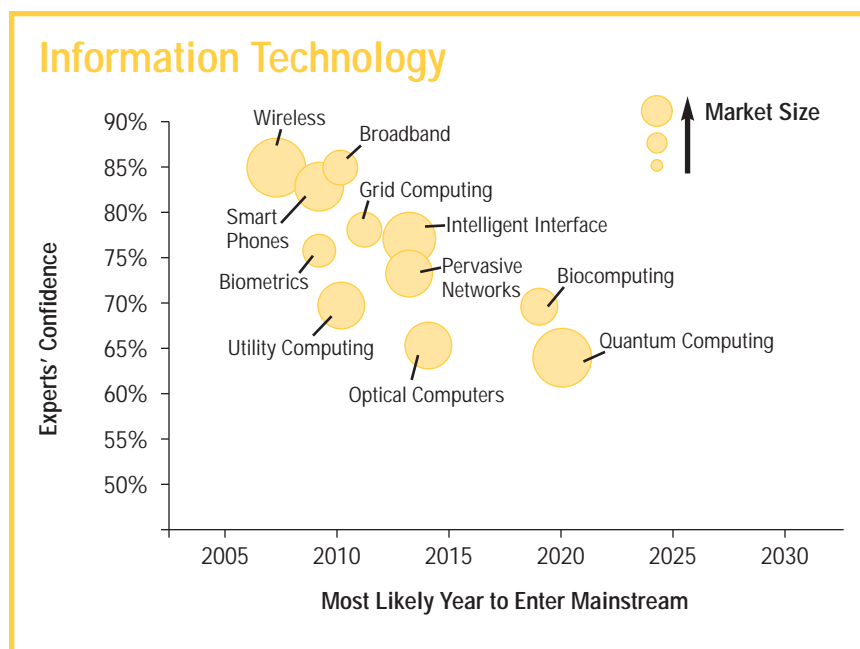 Information Technology
Market Size
Experts' Confidence
90%
85%
80%
75%
70%
65%
60%
55%
50%
Wireless
Broadband
Smart
Phones
Grid Computing
Intelligent Interface
Biometrics
Pervasive
Networks
Biocomputing
Utility Computing
Quantum Computing
Optical Computers
2005 2010 2015 2020 2025 2030
Most Likely Year to Enter Mainstream